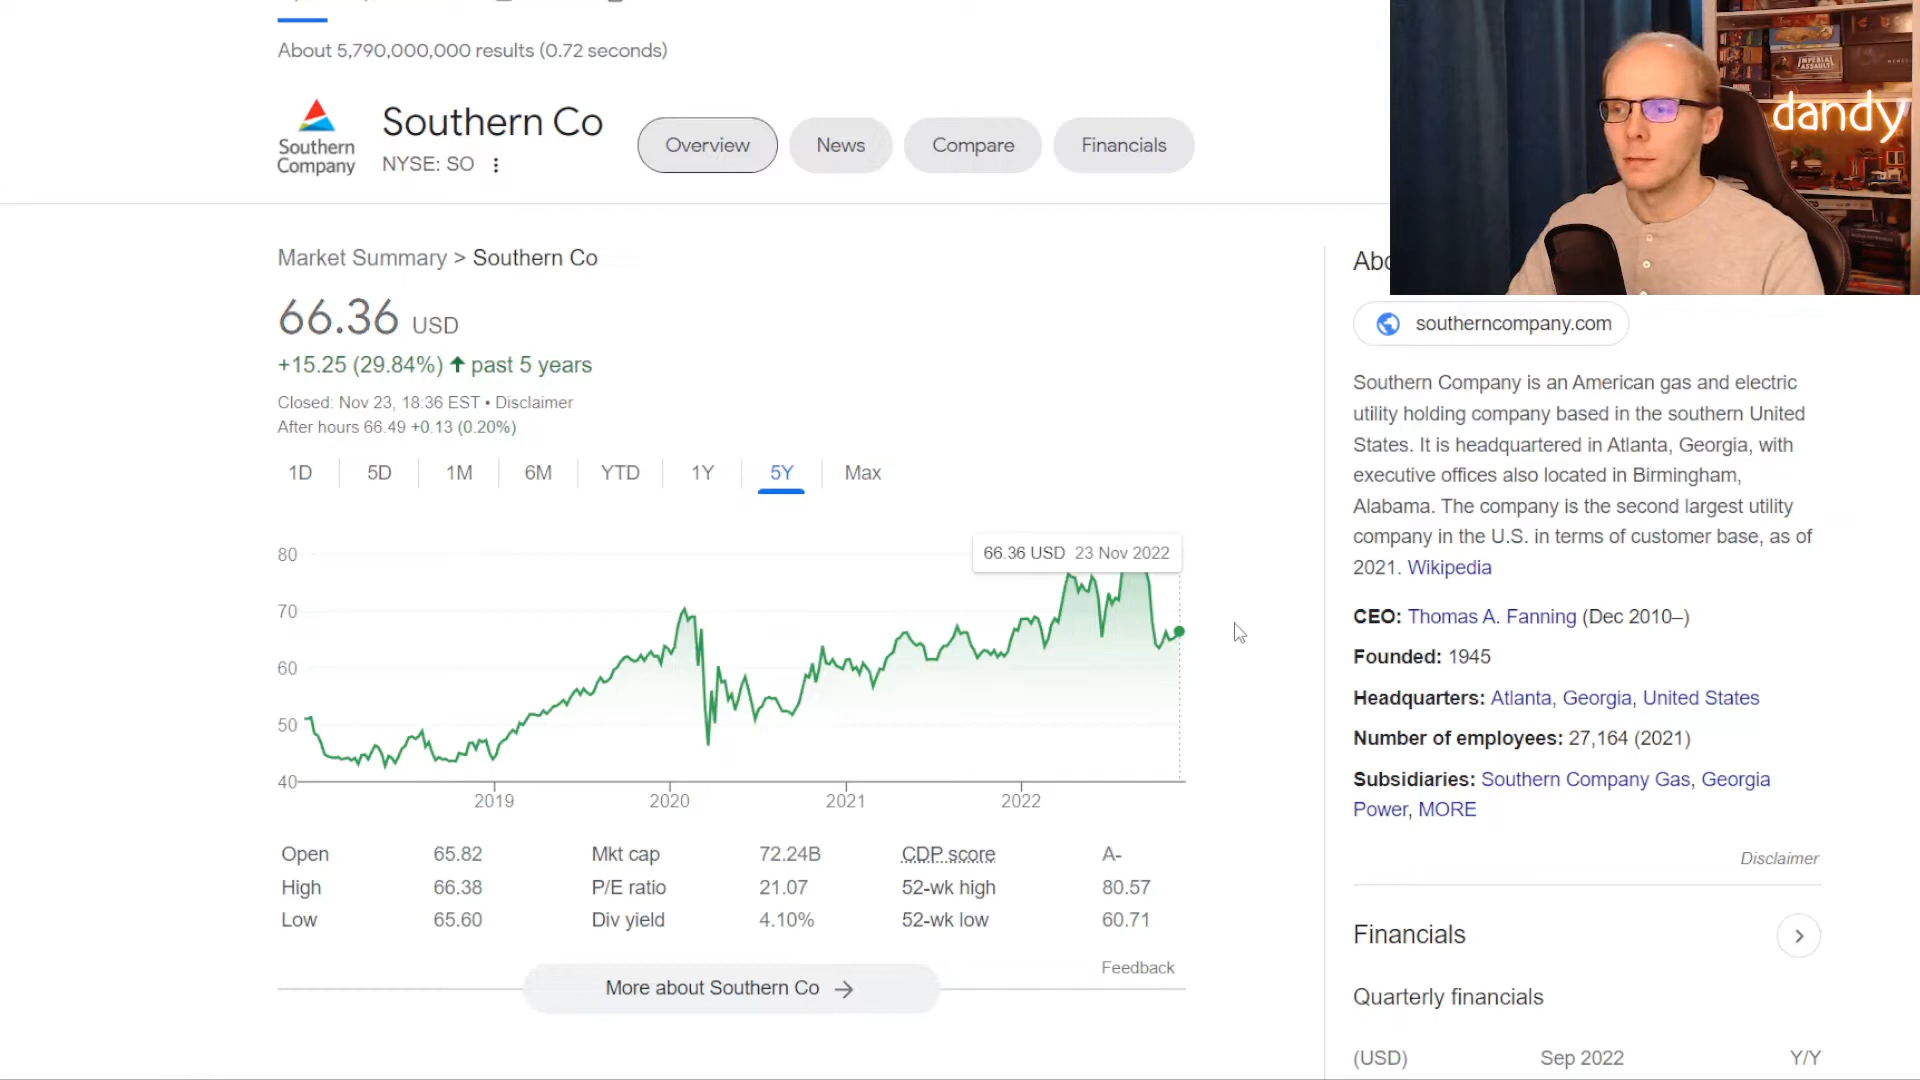 About 5,790,000,000 results (0.72 seconds)
Southern
Company
Southern Co
NYSE: SO
Overview
News
Compare
Financials
IMPERIAL
ASSAULT
dandy
Market Summary > Southern Co
66.36 USD
+15.25 (29.84%) ↑ past 5 years
Closed: Nov 23, 18:36 EST • Disclaimer
After hours 66.49 +0.13 (0.20%)
1D 5D 1M 6M YTD 1Y 5Y Max
66.36 USD 23 Nov 2022
80
70
60
50
40
2019 2020 2021 2022
Open 65.82 Mkt cap 72.24B CDP score A-
High 66.38 P/E ratio 21.07 52-wk high 80.57
Low 65.60 Div yield 4.10% 52-wk low 60.71
Feedback
More about Southern Co →
southerncompany.com
Southern Company is an American gas and electric
utility holding company based in the southern United
States. It is headquartered in Atlanta, Georgia, with
executive offices also located in Birmingham,
Alabama. The company is the second largest utility
company in the U.S. in terms of customer base, as of
2021. Wikipedia
CEO: Thomas A. Fanning (Dec 2010–)
Founded: 1945
Headquarters: Atlanta, Georgia, United States
Number of employees: 27,164 (2021)
Subsidiaries: Southern Company Gas, Georgia
Power, MORE
Disclaimer
Financials
Quarterly financials
(USD) Sep 2022 Y/Y